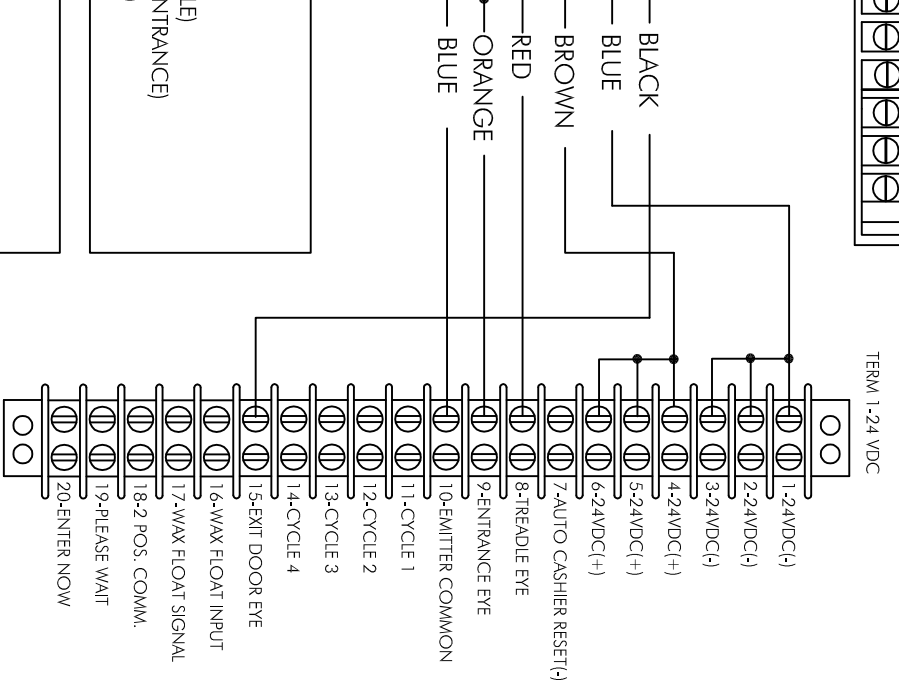 LE)
NTRANCE)
)
BLUE
ORANGE
RED
BROWN
BLUE
BLACK
TERM 1-24 VDC
1-24VDC(-)
2-24VDC(-)
3-24VDC(-)
4-24VDC(+)
5-24VDC(+)
6-24VDC(+)
7-AUTO CASHIER RESET(-)
8-TREADLE EYE
9-ENTRANCE EYE
10-EMITTER COMMON
11-CYCLE 1
12-CYCLE 2
13-CYCLE 3
14-CYCLE 4
15-EXIT DOOR EYE
16-WAX FLOAT INPUT
17-WAX FLOAT SIGNAL
18-2 POS. COMM.
19-PLEASE WAIT
20-ENTER NOW